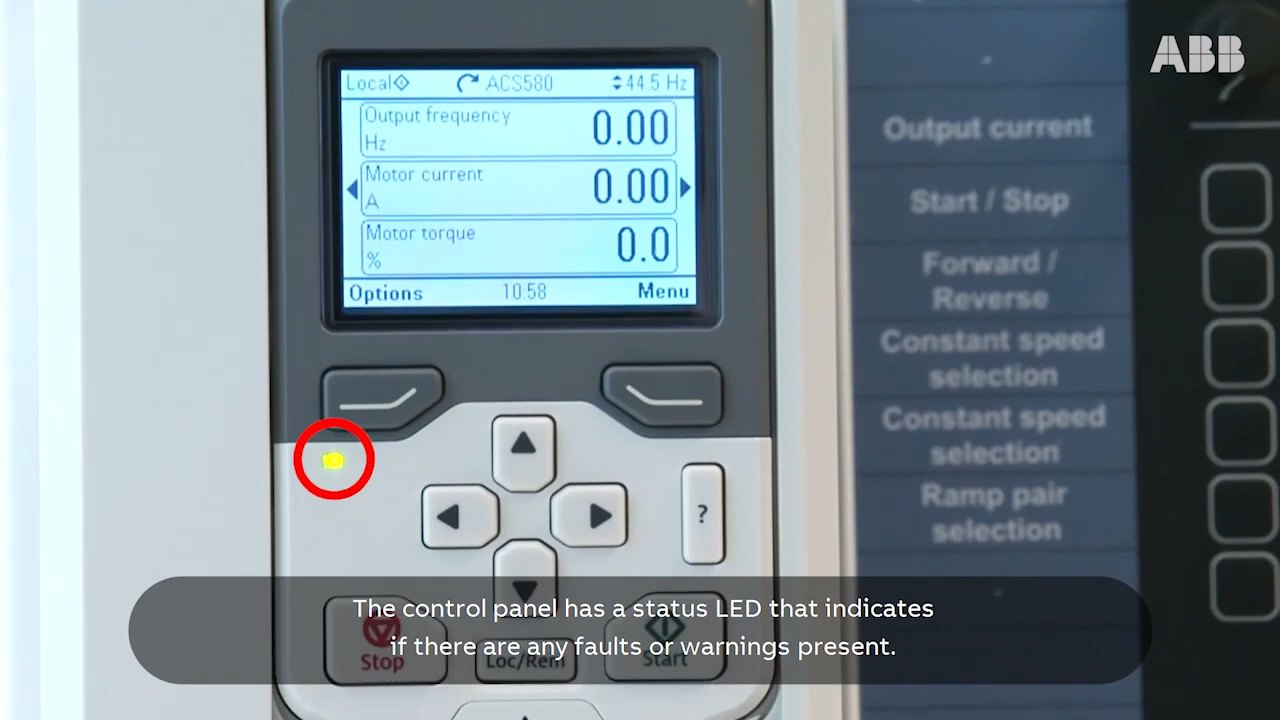 ABB
Local ACS580 44.5 Hz
Output frequency
Hz
0.00
Motor current
A
0.00
Motor torque
%
0.0
Options 10:58 Menu
?
Stop
Loc/Rem
Start
Output current
Start / Stop
Forward /
Reverse
Constant speed
selection
Constant speed
selection
Ramp pair
selection
The control panel has a status LED that indicates
if there are any faults or warnings present.